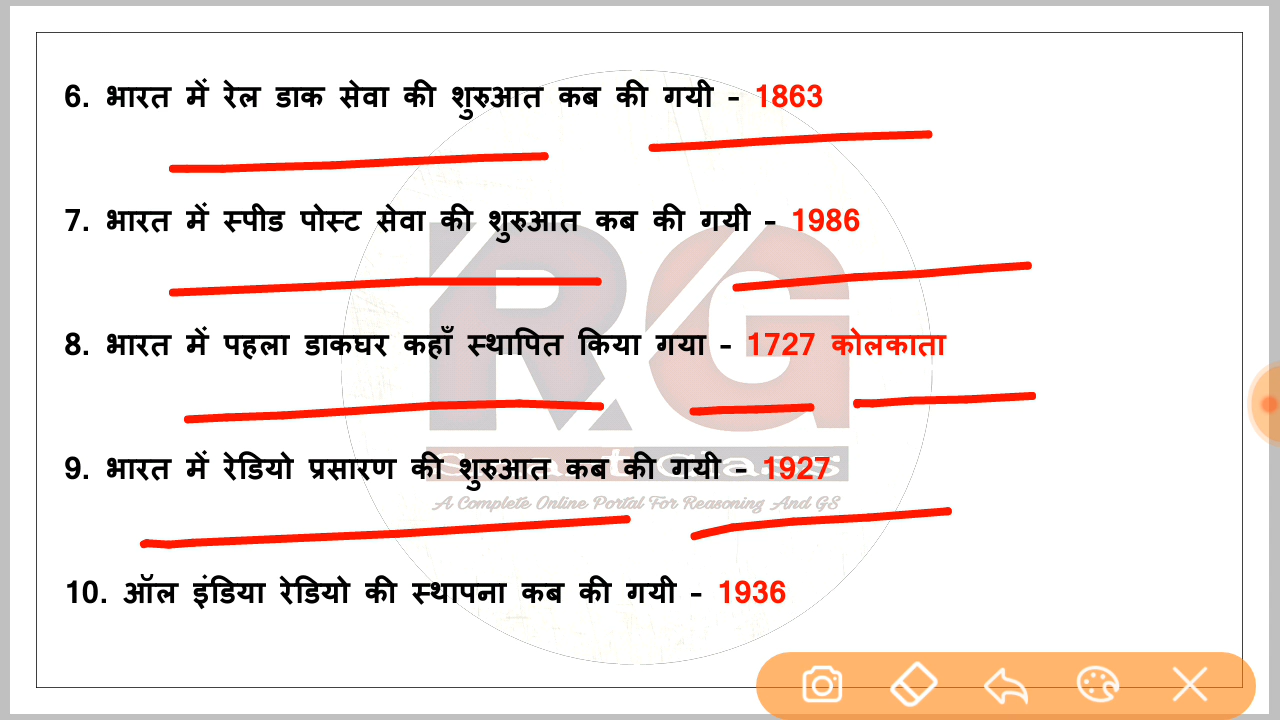 6. भारत में रेल डाक सेवा की शुरुआत कब की गयी - 1863
7. भारत में स्पीड पोस्ट सेवा की शुरुआत कब की गयी - 1986
RG
8. भारत में पहला डाकघर कहाँ स्थापित किया गया - 1727 कोलकाता
9. भारत में रेडियो प्रसारण की शुरुआत कब की गयी - 1927
A Complete Online Portal For Reasoning And GS
10. ऑल इंडिया रेडियो की स्थापना कब की गयी - 1936